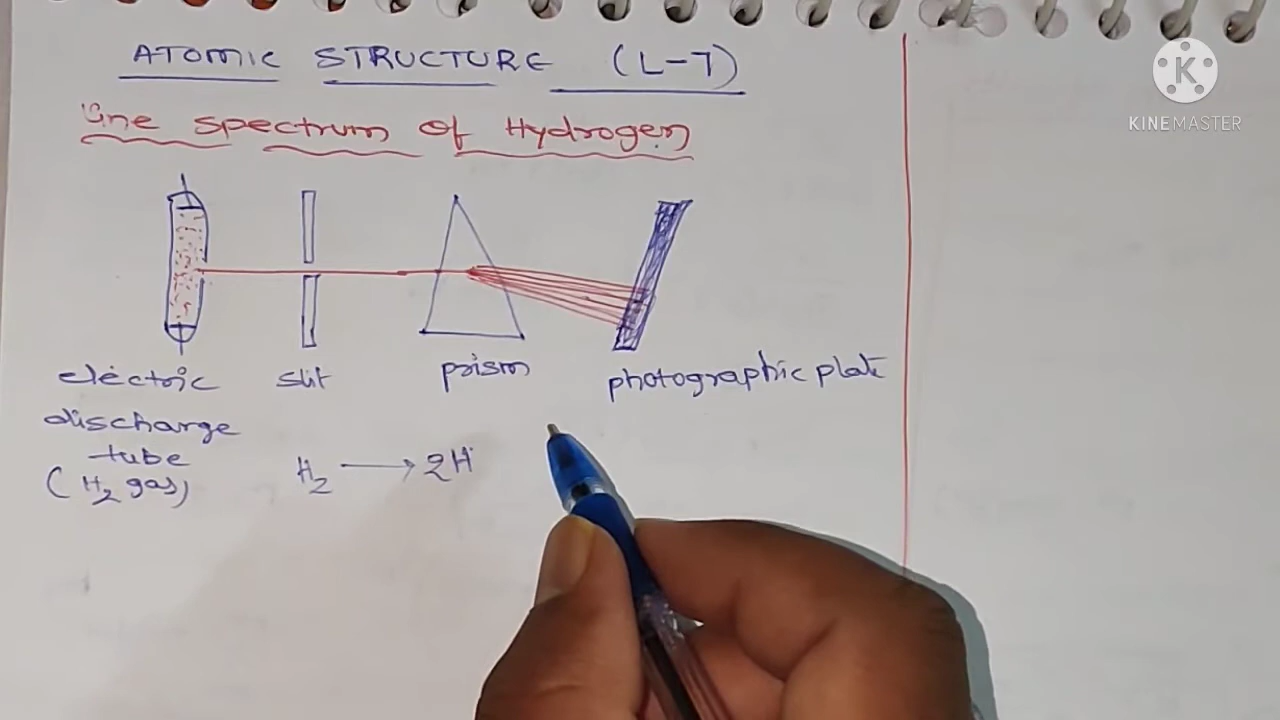 ATOMIC STRUCTURE (L-7)
Line spectrum of Hydrogen
electric discharge tube (H₂ gas)
slit
prism
photographic plate
H₂ → 2H
K
KINEMASTER